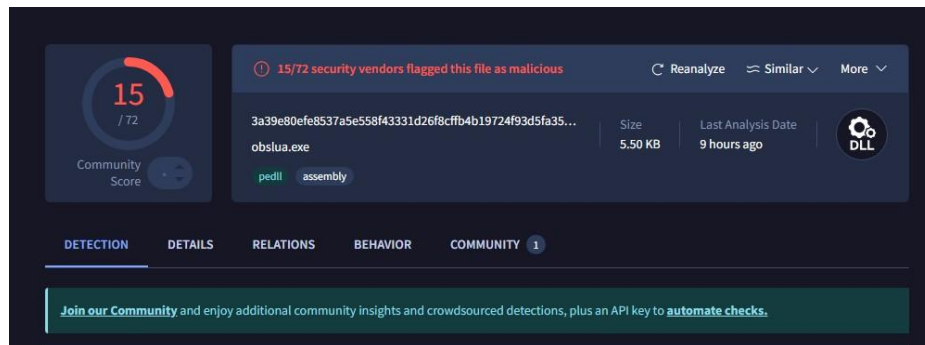 15/72 security vendors flagged this file as malicious
Reanalyze Similar More
15
/ 72
Community
Score
3a39e80efe8537a5e558f43331d26f8cffb4b19724f93d5fa35...
obslua.exe
pedll assembly
Size
5.50 KB
Last Analysis Date
9 hours ago
DLL
DETECTION DETAILS RELATIONS BEHAVIOR COMMUNITY 1
Join our Community and enjoy additional community insights and crowdsourced detections, plus an API key to automate checks.